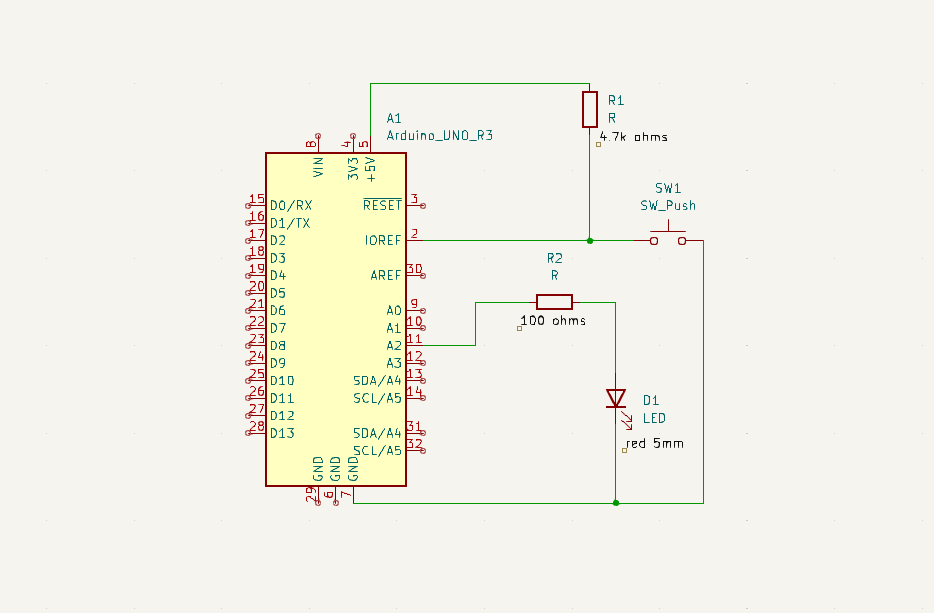 R1
R
4.7k ohms
A1
Arduino_UNO_R3
8
4
5
VIN
3V3
+5V
SW1
SW_Push
15
D0/RX
RESET
3
16
D1/TX
17
D2
IOREF
2
18
D3
19
D4
AREF
30
R2
R
20
D5
21
D6
A0
9
22
D7
A1
10
100 ohms
23
D8
A2
11
24
D9
A3
12
25
D10
SDA/A4
13
26
D11
SCL/A5
14
D1
LED
27
D12
28
D13
SDA/A4
31
red 5mm
SCL/A5
32
GND
GND
GND
29
6
7